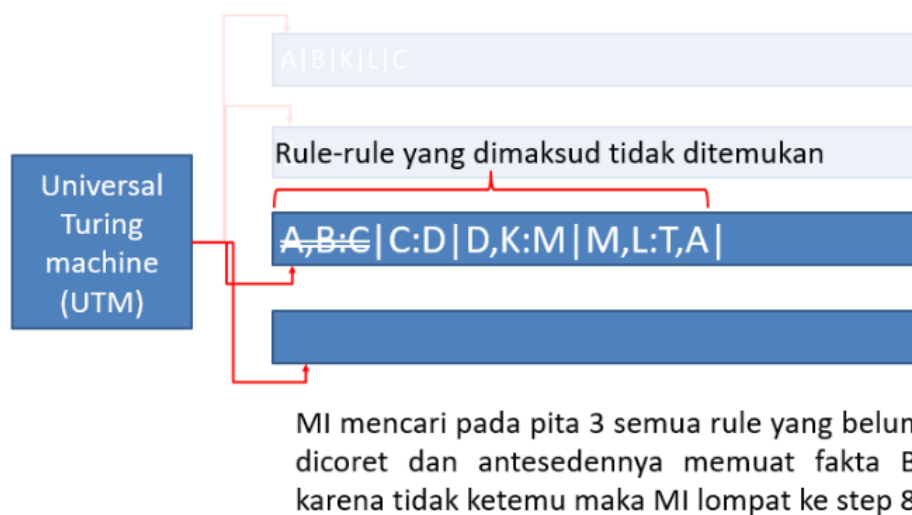 A|B|K|L|C
Rule-rule yang dimaksud tidak ditemukan
Universal
Turing
machine
(UTM)
A,B:C|C:D|D,K:M|M,L:T,A|
MI mencari pada pita 3 semua rule yang belum
dicoret dan antesedennya memuat fakta B
karena tidak ketemu maka MI lompat ke step 8